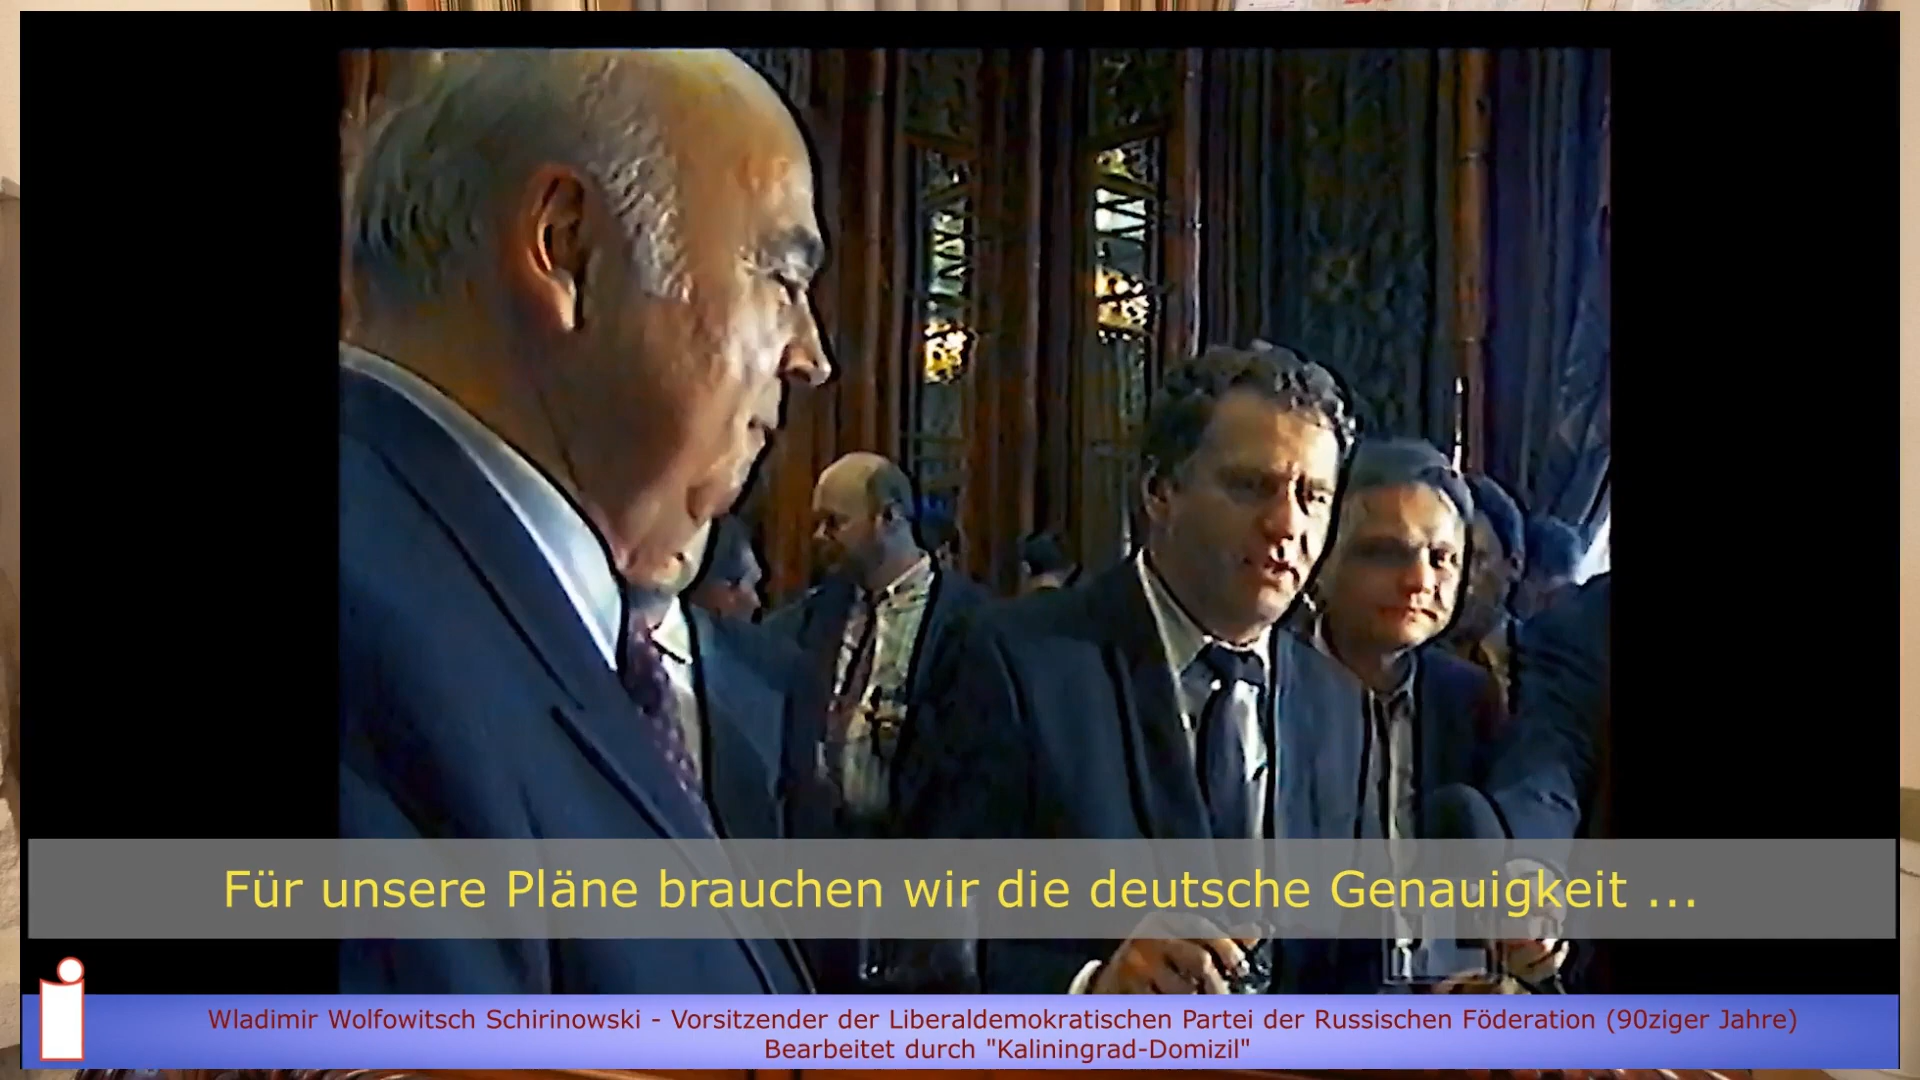 Für unsere Pläne brauchen wir die deutsche Genauigkeit ...
Wladimir Wolfowitsch Schirinowski - Vorsitzender der Liberaldemokratischen Partei der Russischen Föderation (90ziger Jahre)
Bearbeitet durch "Kaliningrad-Domizil"